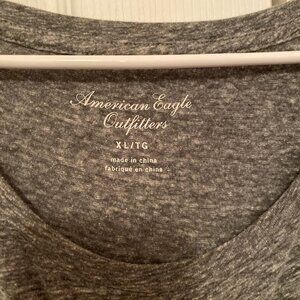 American Eagle
Outfitters
XL/TG
made in china
fabriqué en chine